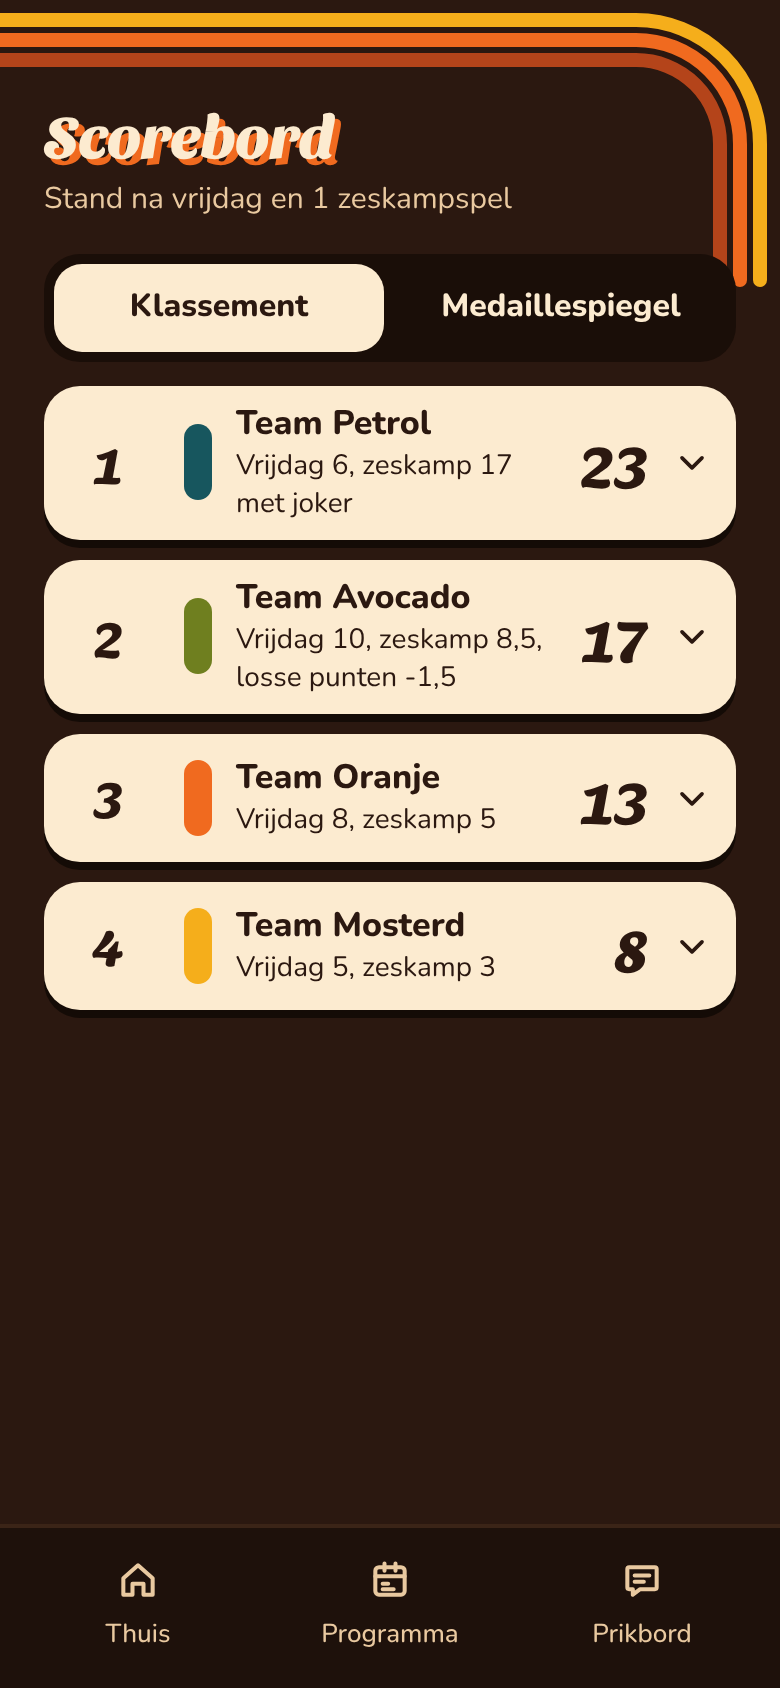 Scorebord
Stand na vrijdag en 1 zeskampspel
Klassement
Medaillespiegel
1
Team Petrol
Vrijdag 6, zeskamp 17
met joker
23
2
Team Avocado
Vrijdag 10, zeskamp 8,5,
losse punten -1,5
17
3
Team Oranje
Vrijdag 8, zeskamp 5
13
4
Team Mosterd
Vrijdag 5, zeskamp 3
8
Thuis
Programma
Prikbord